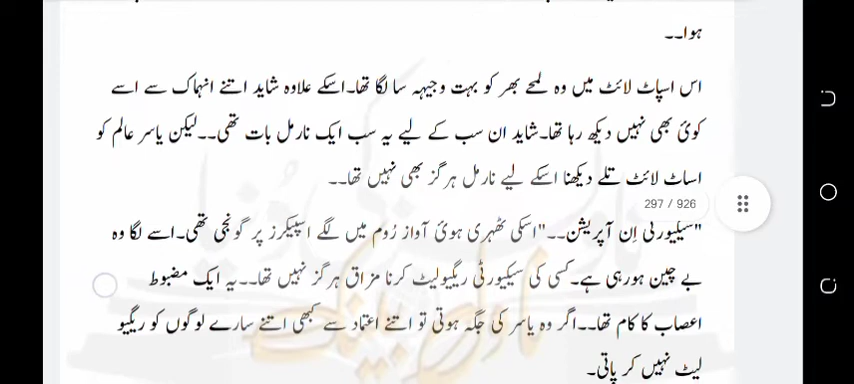 ہوا۔۔
اس اسپاٹ لائٹ میں وہ لمحے بھر کو بہت وجیہہ سا لگا تھا۔اسکے علاوہ شاید اتنے انہماک سے اسے
کوئ بھی نہیں دیکھ رہا تھا۔شاید ان سب کے لیے یہ سب ایک نارمل بات تھی۔۔لیکن یاسر عالم کو
اساٹ لائٹ تلے دیکھنا اسکے لیے نارمل ہرگز بھی نہیں تھا۔۔
297 / 926
"سیکیورٹی اِن آپریشن۔۔"اسکی ٹھہری ہوئ آواز رُوم میں لگے اسپیکرز پر گونجی تھی۔اسے لگا وہ
بے چین ہورہی ہے۔کسی کی سیکیورٹی ریگیولیٹ کرنا مزاق ہرگز نہیں تھا۔۔یہ ایک مضبوط
اعصاب کا کام تھا۔۔اگر وہ یاسر کی جگہ ہوتی تو اتنے اعتماد سے کبھی اتنے سارے لوگوں کو ریگیو
لیٹ نہیں کر پاتی۔